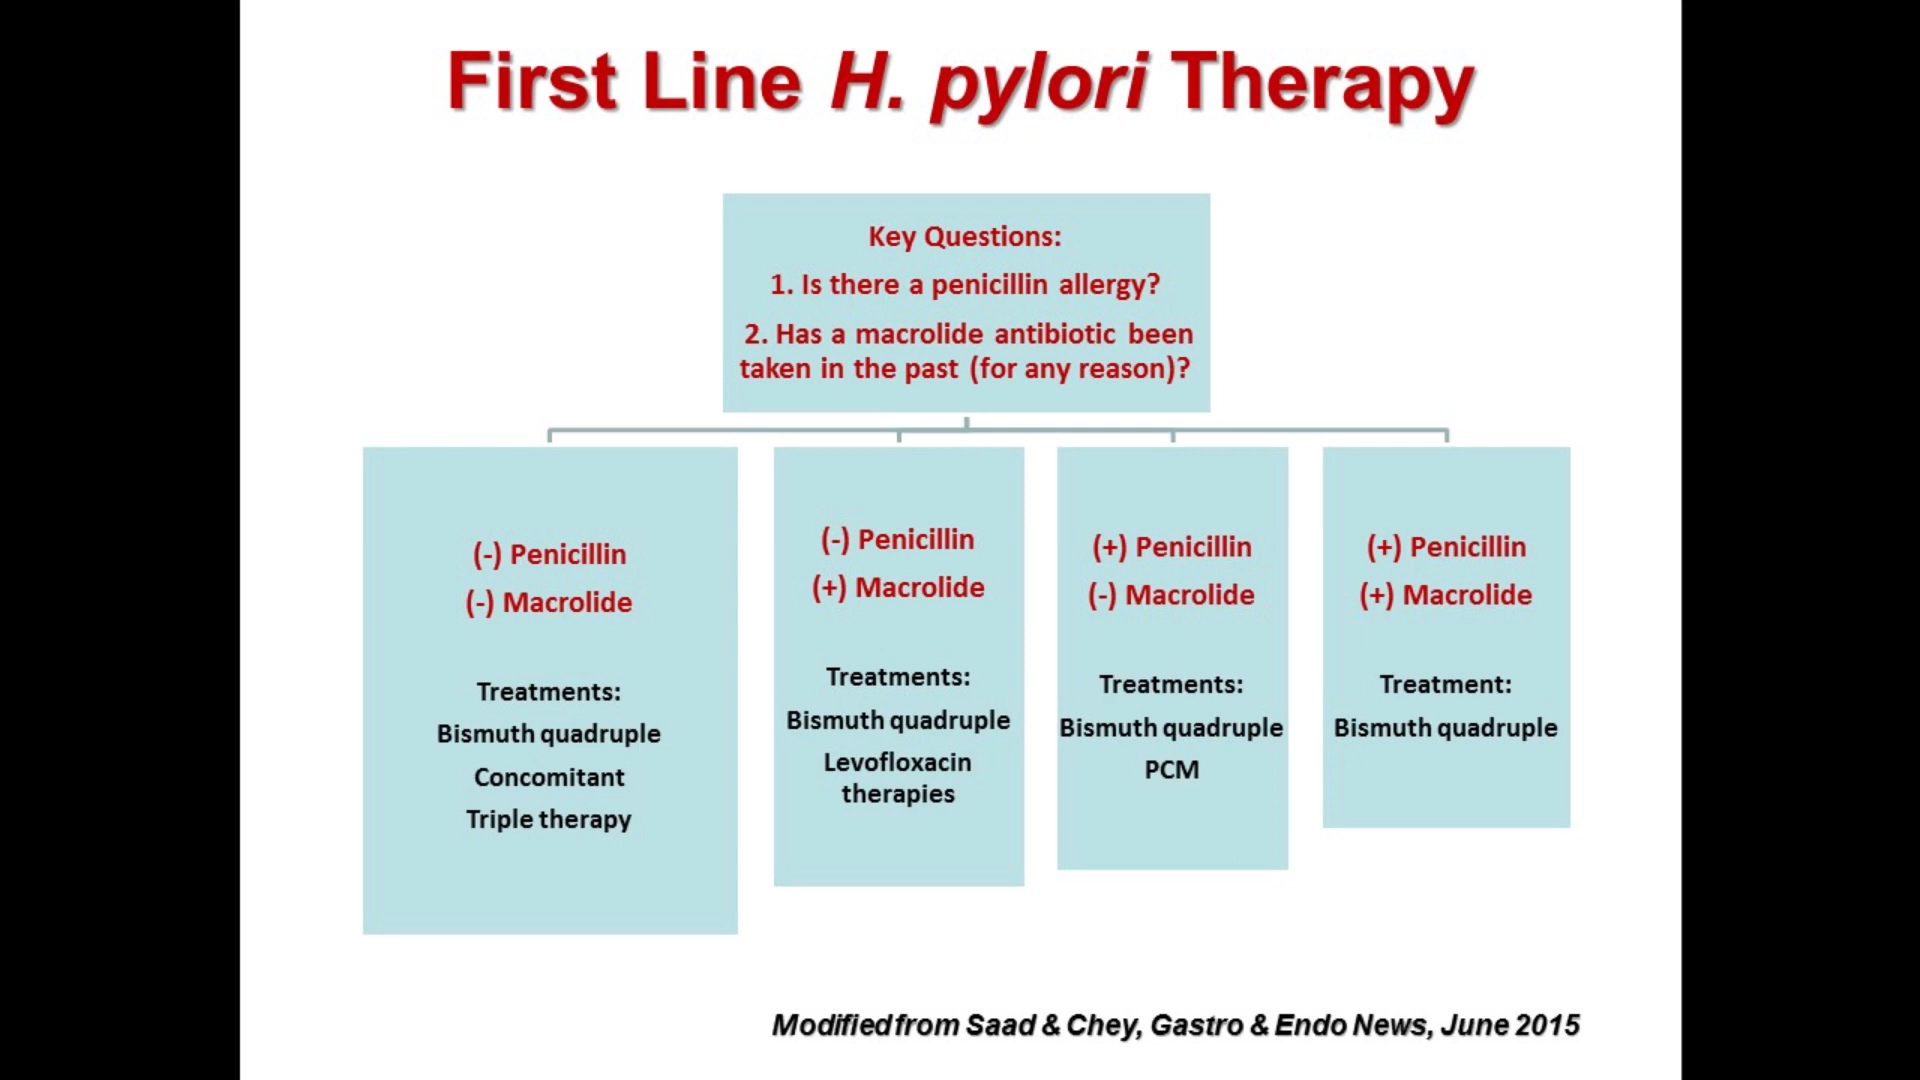 First Line H. pylori Therapy
Key Questions:
1. Is there a penicillin allergy?
2. Has a macrolide antibiotic been
taken in the past (for any reason)?
(-) Penicillin
(-) Macrolide
Treatments:
Bismuth quadruple
Concomitant
Triple therapy
(-) Penicillin
(+) Macrolide
Treatments:
Bismuth quadruple
Levofloxacin
therapies
(+) Penicillin
(-) Macrolide
Treatments:
Bismuth quadruple
PCM
(+) Penicillin
(+) Macrolide
Treatment:
Bismuth quadruple
Modified from Saad & Chey, Gastro & Endo News, June 2015